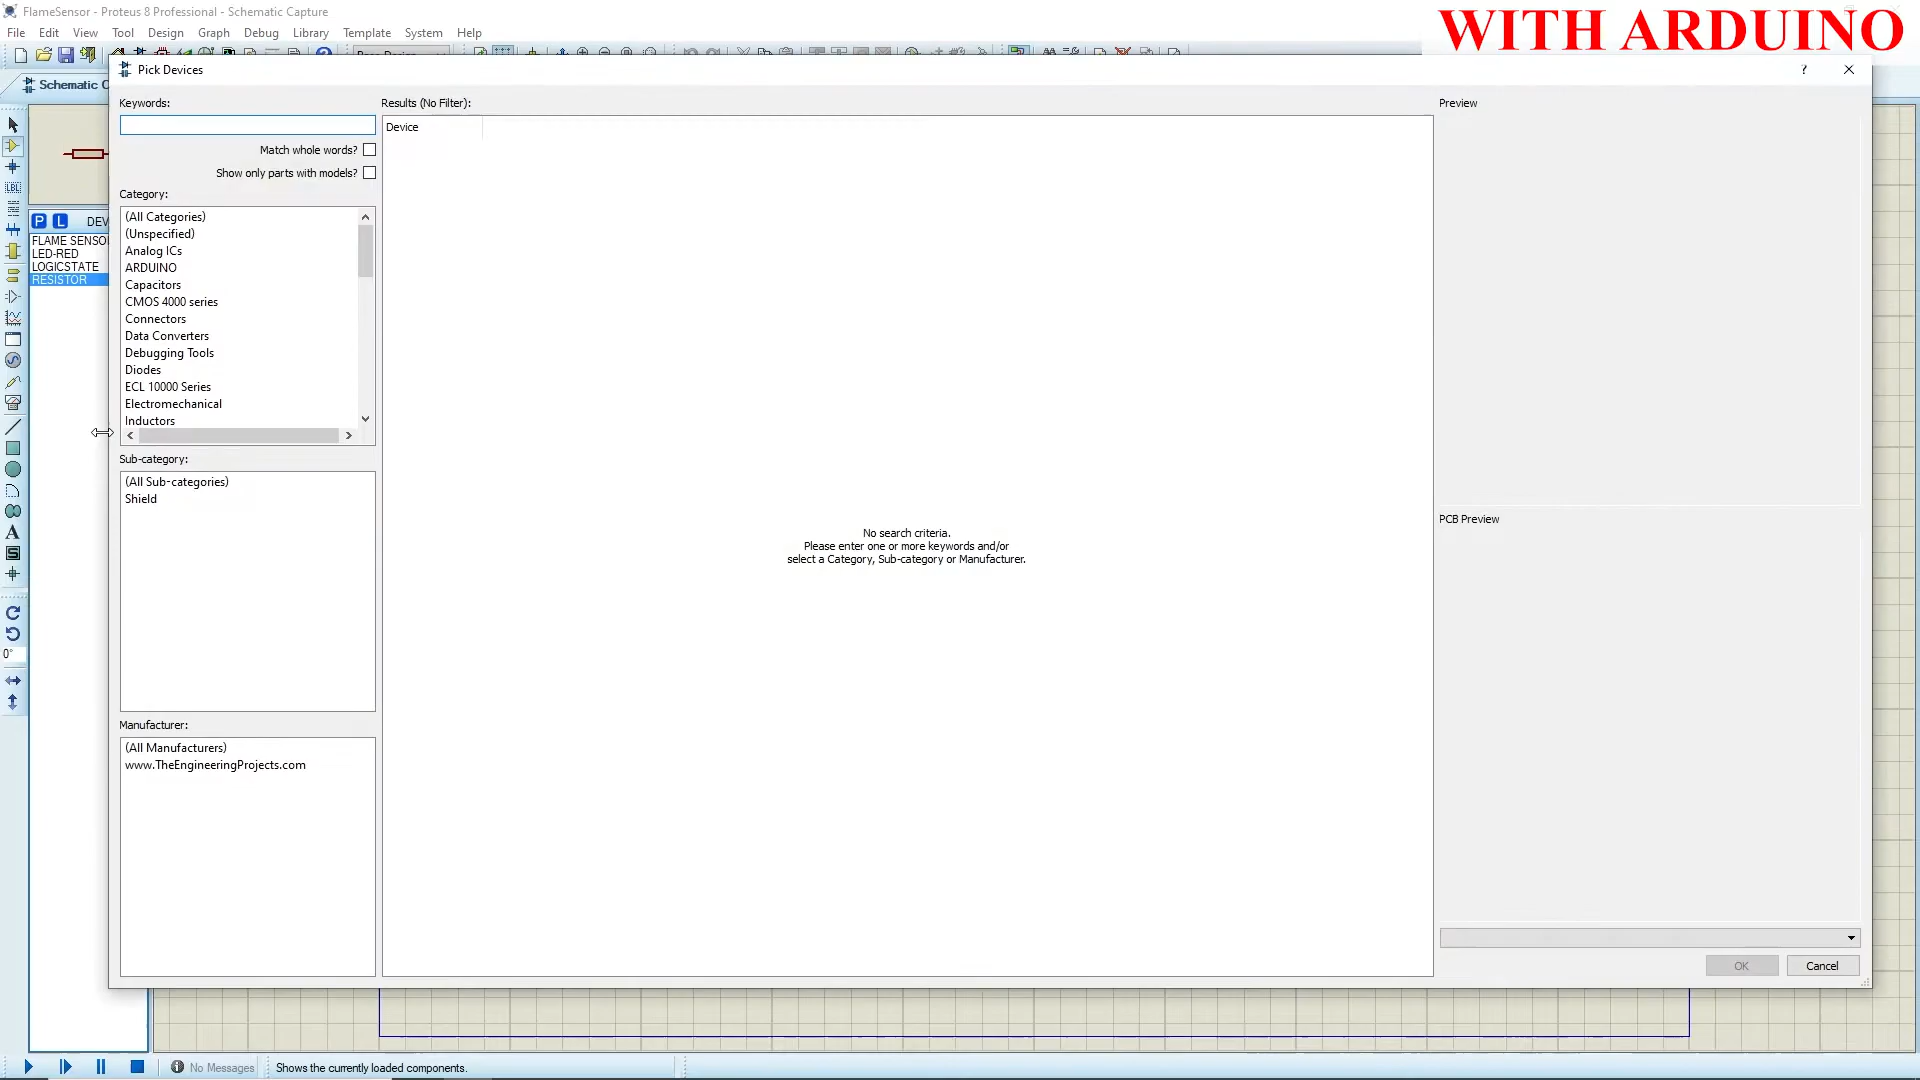 FlameSensor - Proteus 8 Professional - Schematic Capture
WITH ARDUINO
File Edit View Tool Design Graph Debug Library Template System Help
Schematic C
Pick Devices
?
Keywords:
Match whole words?
Show only parts with models?
Category:
(All Categories)
(Unspecified)
Analog ICs
ARDUINO
Capacitors
CMOS 4000 series
Connectors
Data Converters
Debugging Tools
Diodes
ECL 10000 Series
Electromechanical
Inductors
Sub-category:
(All Sub-categories)
Shield
Manufacturer:
(All Manufacturers)
www.TheEngineeringProjects.com
Results (No Filter):
Device
No search criteria.
Please enter one or more keywords and/or
select a Category, Sub-category or Manufacturer.
Preview
PCB Preview
OK Cancel
P L DEV
FLAME SENSO
LED-RED
LOGICSTATE
RESISTOR
LBL
A
S
0°
No Messages
Shows the currently loaded components.